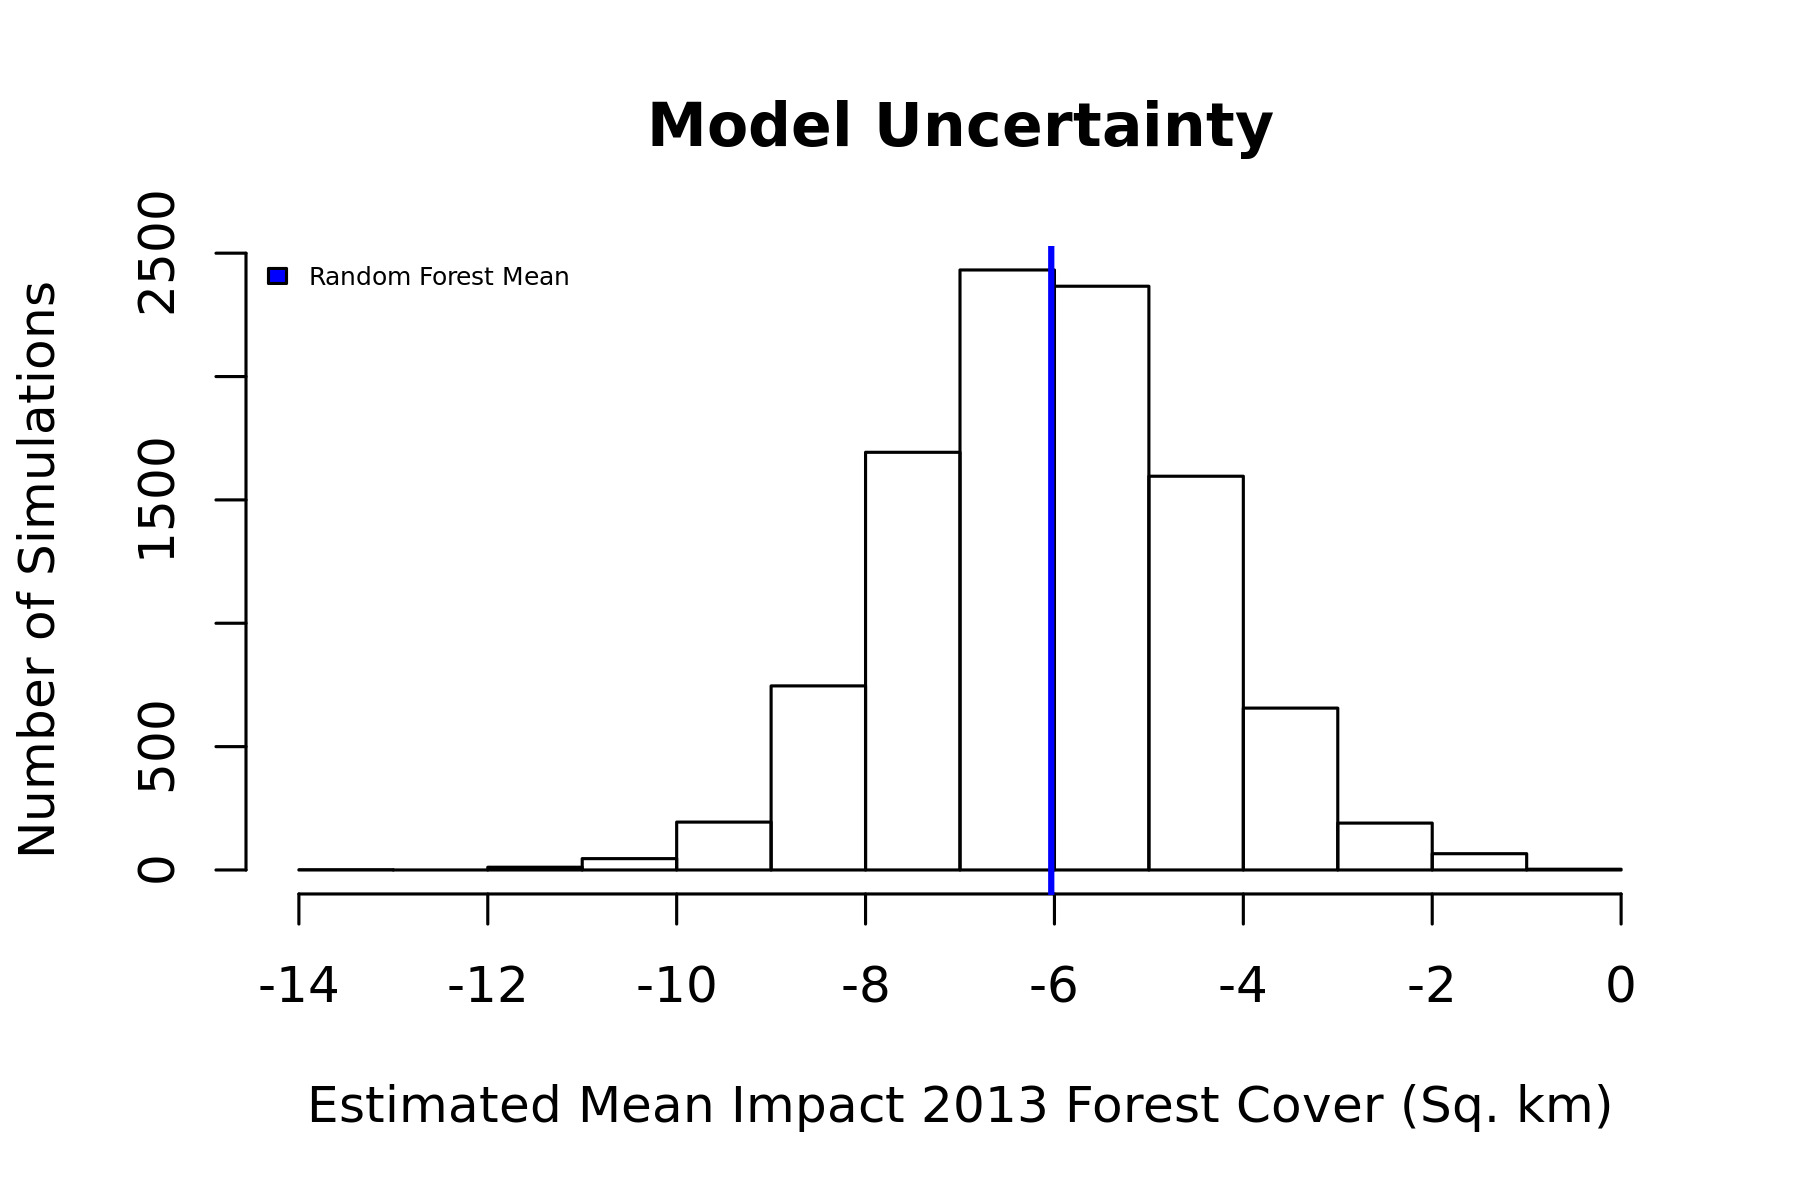 Model Uncertainty
Random Forest Mean
Number of Simulations
2500
1500
500
0
-14 -12 -10 -8 -6 -4 -2 0
Estimated Mean Impact 2013 Forest Cover (Sq. km)